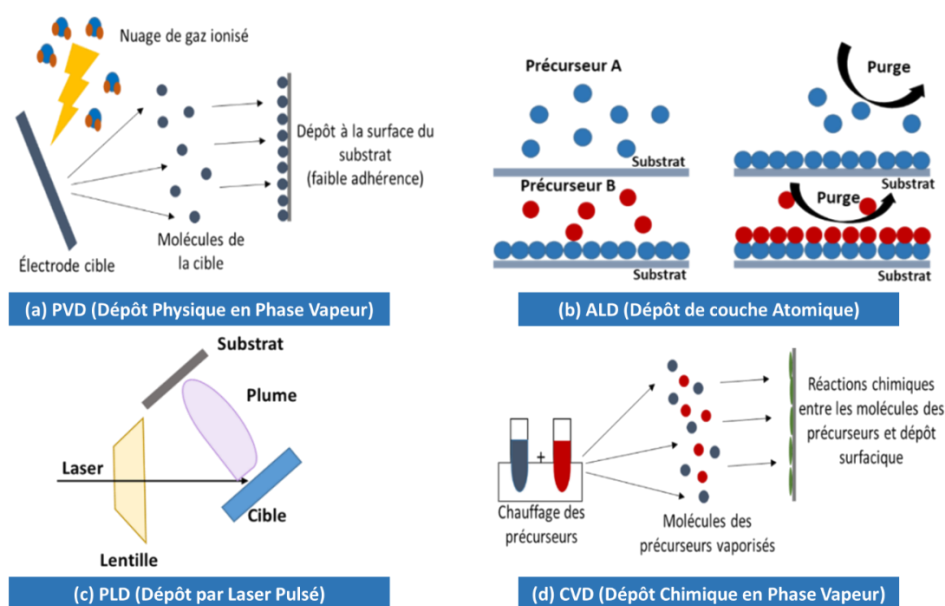 Nuage de gaz ionisé
Dépôt à la surface du
substrat
(faible adhérence)
Molécules de
la cible
Électrode cible
(a) PVD (Dépôt Physique en Phase Vapeur)
Précurseur A
Substrat
Purge
Substrat
Précurseur B
Substrat
Purge
Substrat
(b) ALD (Dépôt de couche Atomique)
Substrat
Plume
Laser
Cible
Lentille
(c) PLD (Dépôt par Laser Pulsé)
+
Chauffage des
précurseurs
Molécules des
précurseurs vaporisés
Réactions chimiques
entre les molécules des
précurseurs et dépôt
surfacique
(d) CVD (Dépôt Chimique en Phase Vapeur)